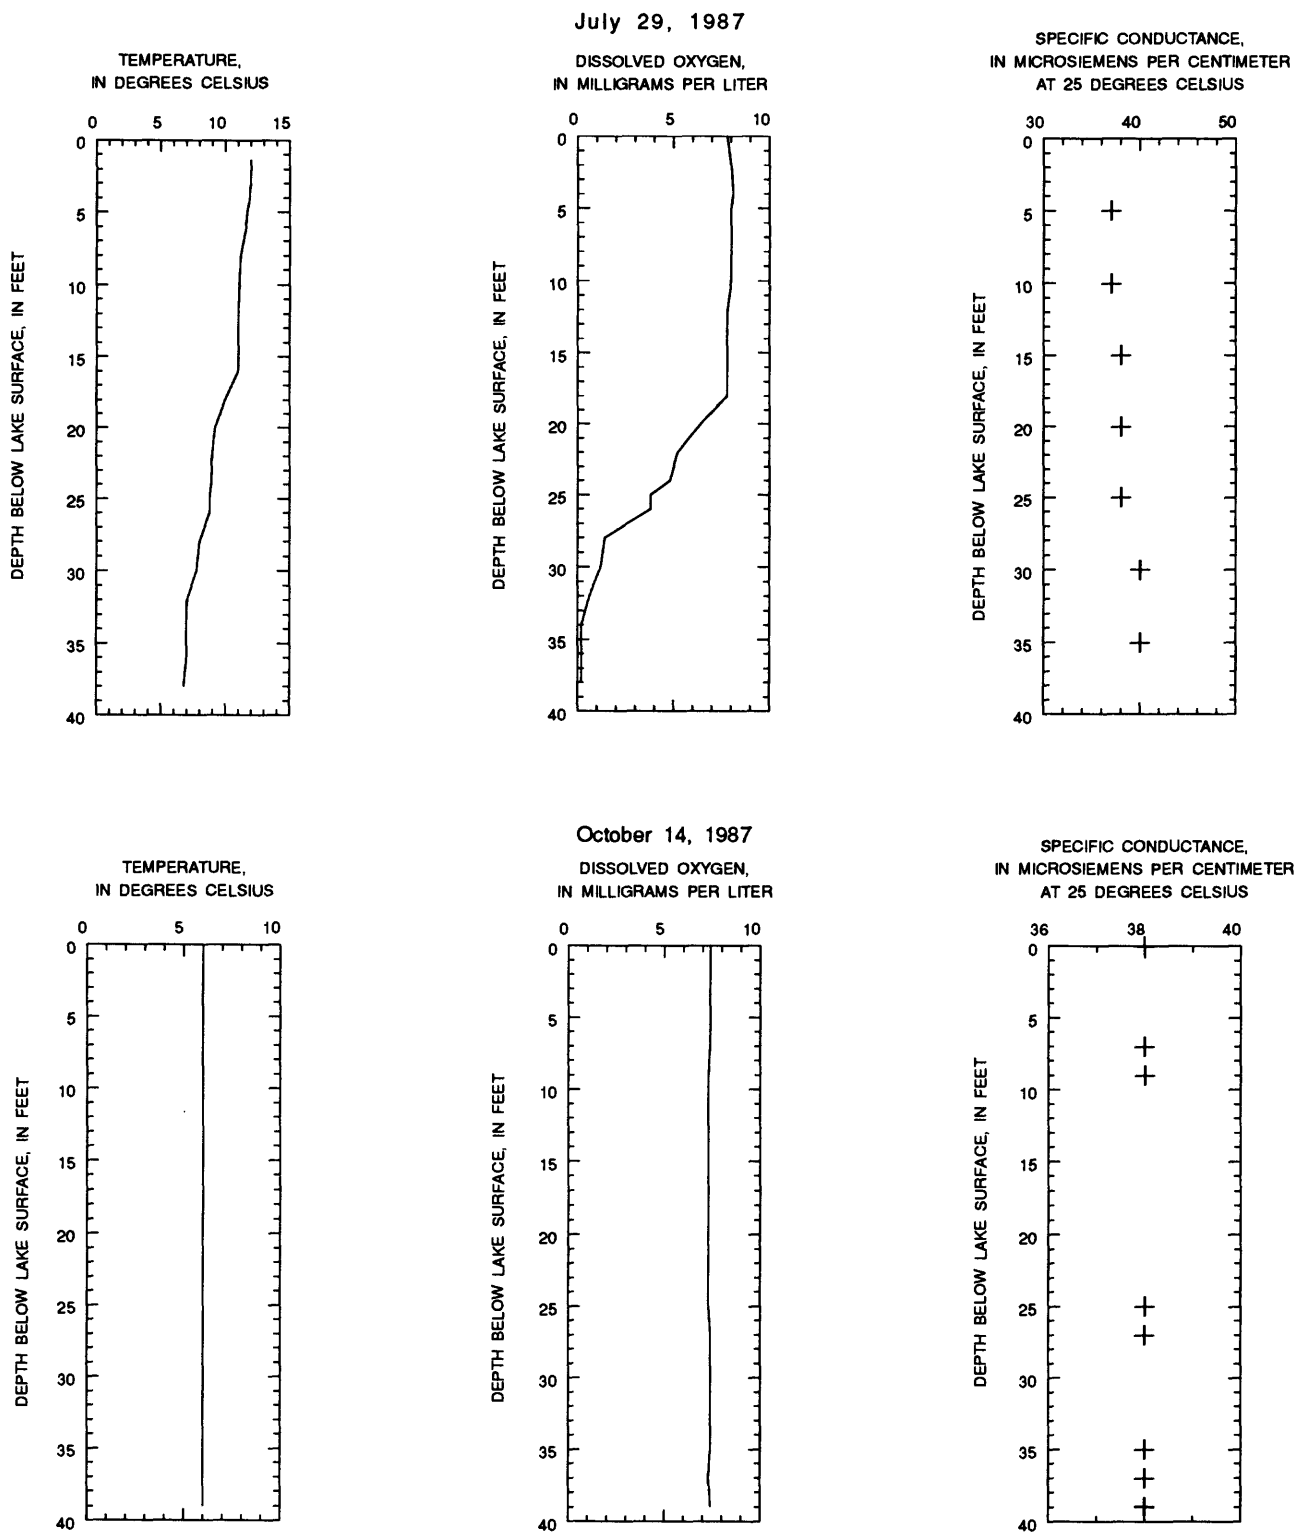 July 29, 1987
TEMPERATURE,
IN DEGREES CELSIUS
0 5 10 15
0
5
10
15
20
25
30
35
40
DEPTH BELOW LAKE SURFACE, IN FEET
DISSOLVED OXYGEN,
IN MILLIGRAMS PER LITER
0 5 10
0
5
10
15
20
25
30
35
40
DEPTH BELOW LAKE SURFACE, IN FEET
SPECIFIC CONDUCTANCE,
IN MICROSIEMENS PER CENTIMETER
AT 25 DEGREES CELSIUS
30 40 50
0
5
10
15
20
25
30
35
40
DEPTH BELOW LAKE SURFACE, IN FEET
October 14, 1987
TEMPERATURE,
IN DEGREES CELSIUS
0 5 10
0
5
10
15
20
25
30
35
40
DEPTH BELOW LAKE SURFACE, IN FEET
DISSOLVED OXYGEN,
IN MILLIGRAMS PER LITER
0 5 10
0
5
10
15
20
25
30
35
40
DEPTH BELOW LAKE SURFACE, IN FEET
SPECIFIC CONDUCTANCE,
IN MICROSIEMENS PER CENTIMETER
AT 25 DEGREES CELSIUS
36 38 40
0
5
10
15
20
25
30
35
40
DEPTH BELOW LAKE SURFACE, IN FEET